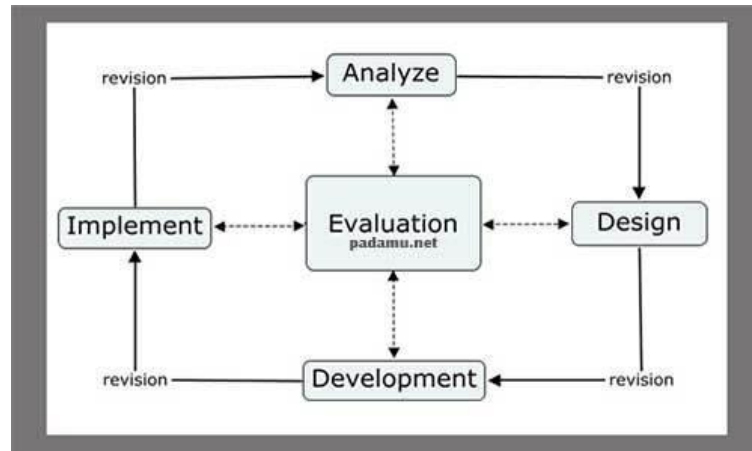 revision
Analyze
revision
Implement
Evaluation
padamu.net
Design
revision
Development
revision